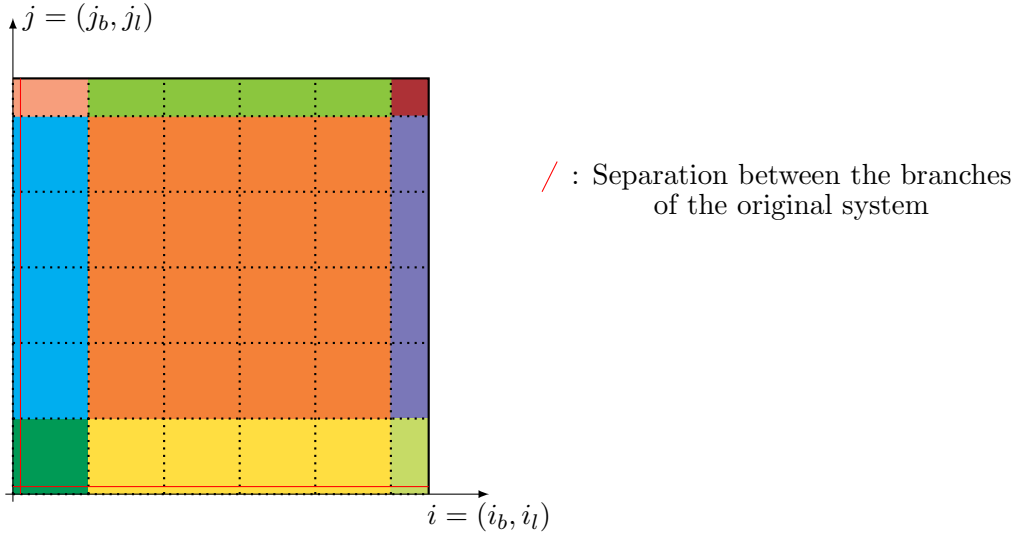 j = (j_b, j_l)
/ : Separation between the branches
of the original system
i = (i_b, i_l)